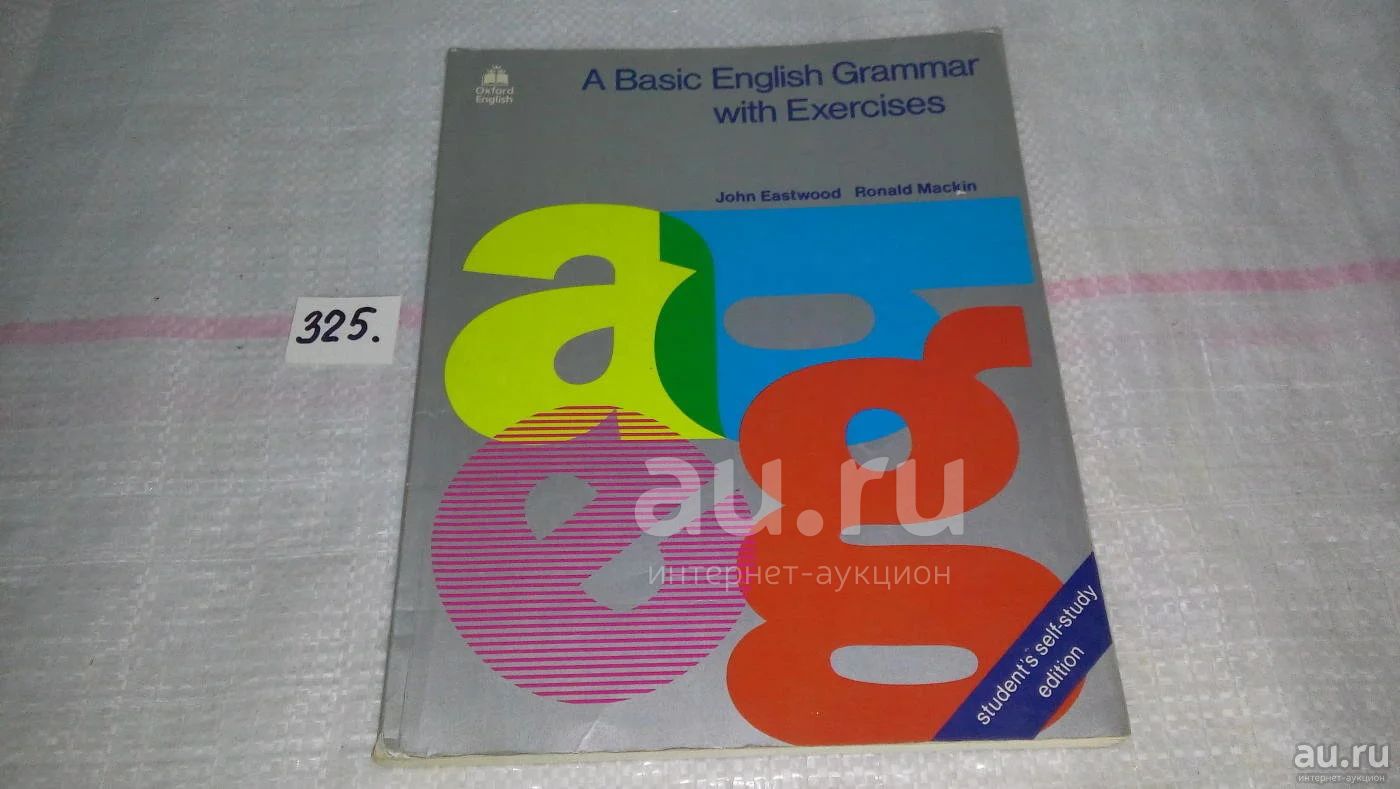 Oxford
English
A Basic English Grammar
with Exercises
John Eastwood Ronald Mackin
325.
a
g
e
g
au.ru
интернет-аукцион
student's self-study
edition
au.ru
интернет-аукцион